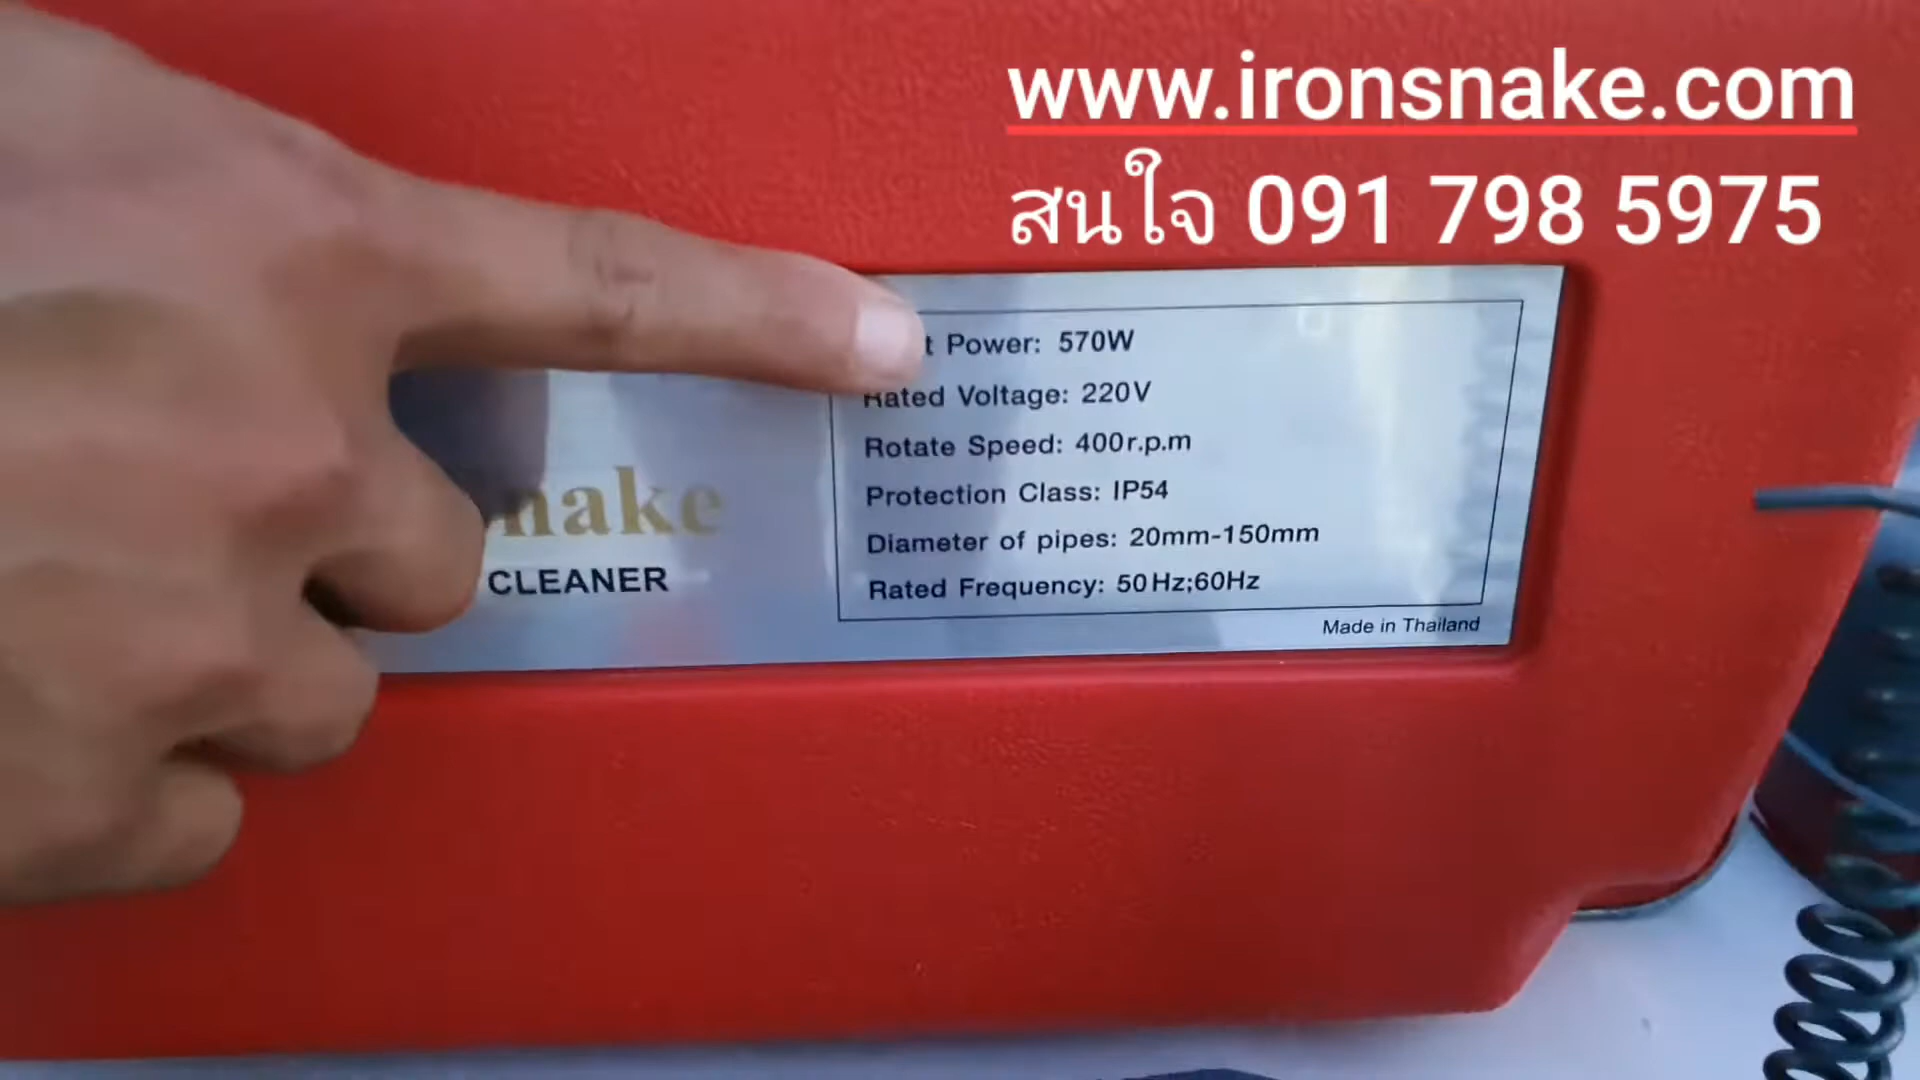 www.ironsnake.com
สนใจ 091 798 5975
Power: 570W
Rated Voltage: 220V
Rotate Speed: 400r.p.m
Protection Class: IP54
Diameter of pipes: 20mm-150mm
Rated Frequency: 50Hz;60Hz
Made in Thailand
snake
CLEANER